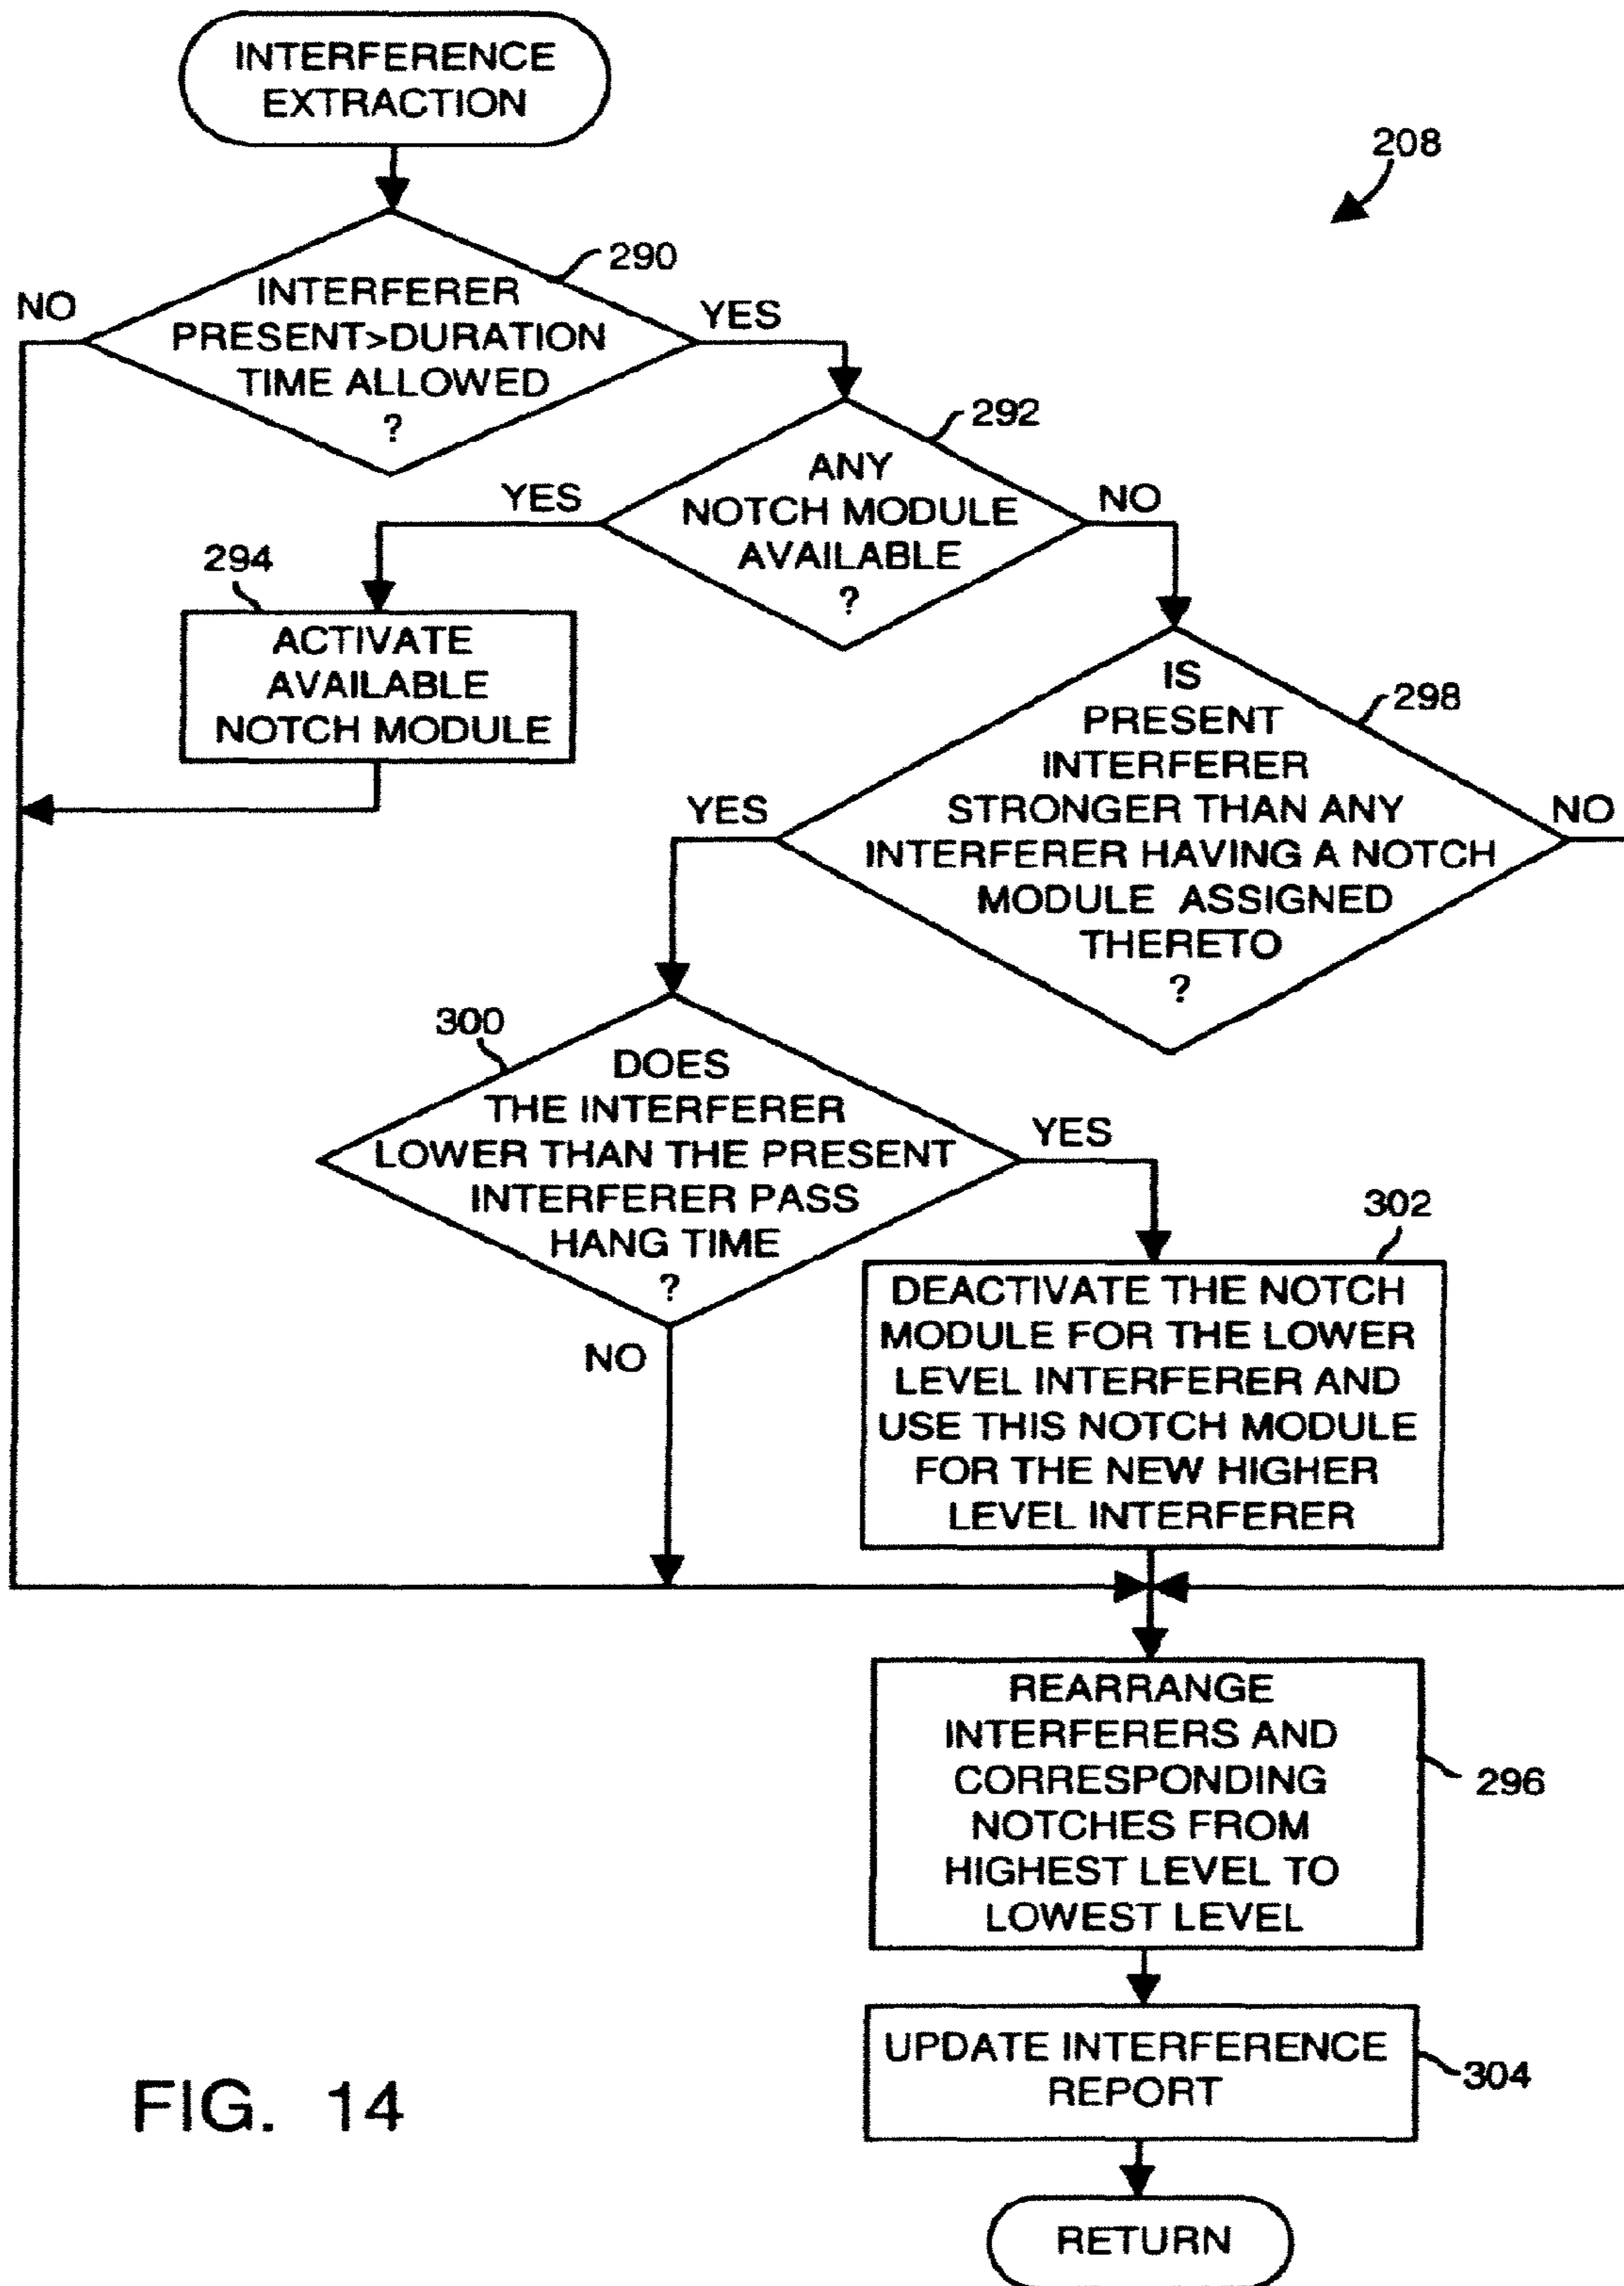 INTERFERENCE
EXTRACTION
208
290
INTERFERER
PRESENT>DURATION
TIME ALLOWED
?
NO
YES
292
ANY
NOTCH MODULE
AVAILABLE
?
YES
NO
294
ACTIVATE
AVAILABLE
NOTCH MODULE
298
IS
PRESENT
INTERFERER
STRONGER THAN ANY
INTERFERER HAVING A NOTCH
MODULE ASSIGNED
THERETO
?
YES
NO
300
DOES
THE INTERFERER
LOWER THAN THE PRESENT
INTERFERER PASS
HANG TIME
?
YES
NO
302
DEACTIVATE THE NOTCH
MODULE FOR THE LOWER
LEVEL INTERFERER AND
USE THIS NOTCH MODULE
FOR THE NEW HIGHER
LEVEL INTERFERER
REARRANGE
INTERFERERS AND
CORRESPONDING
NOTCHES FROM
HIGHEST LEVEL TO
LOWEST LEVEL
296
UPDATE INTERFERENCE
REPORT
304
RETURN
FIG. 14